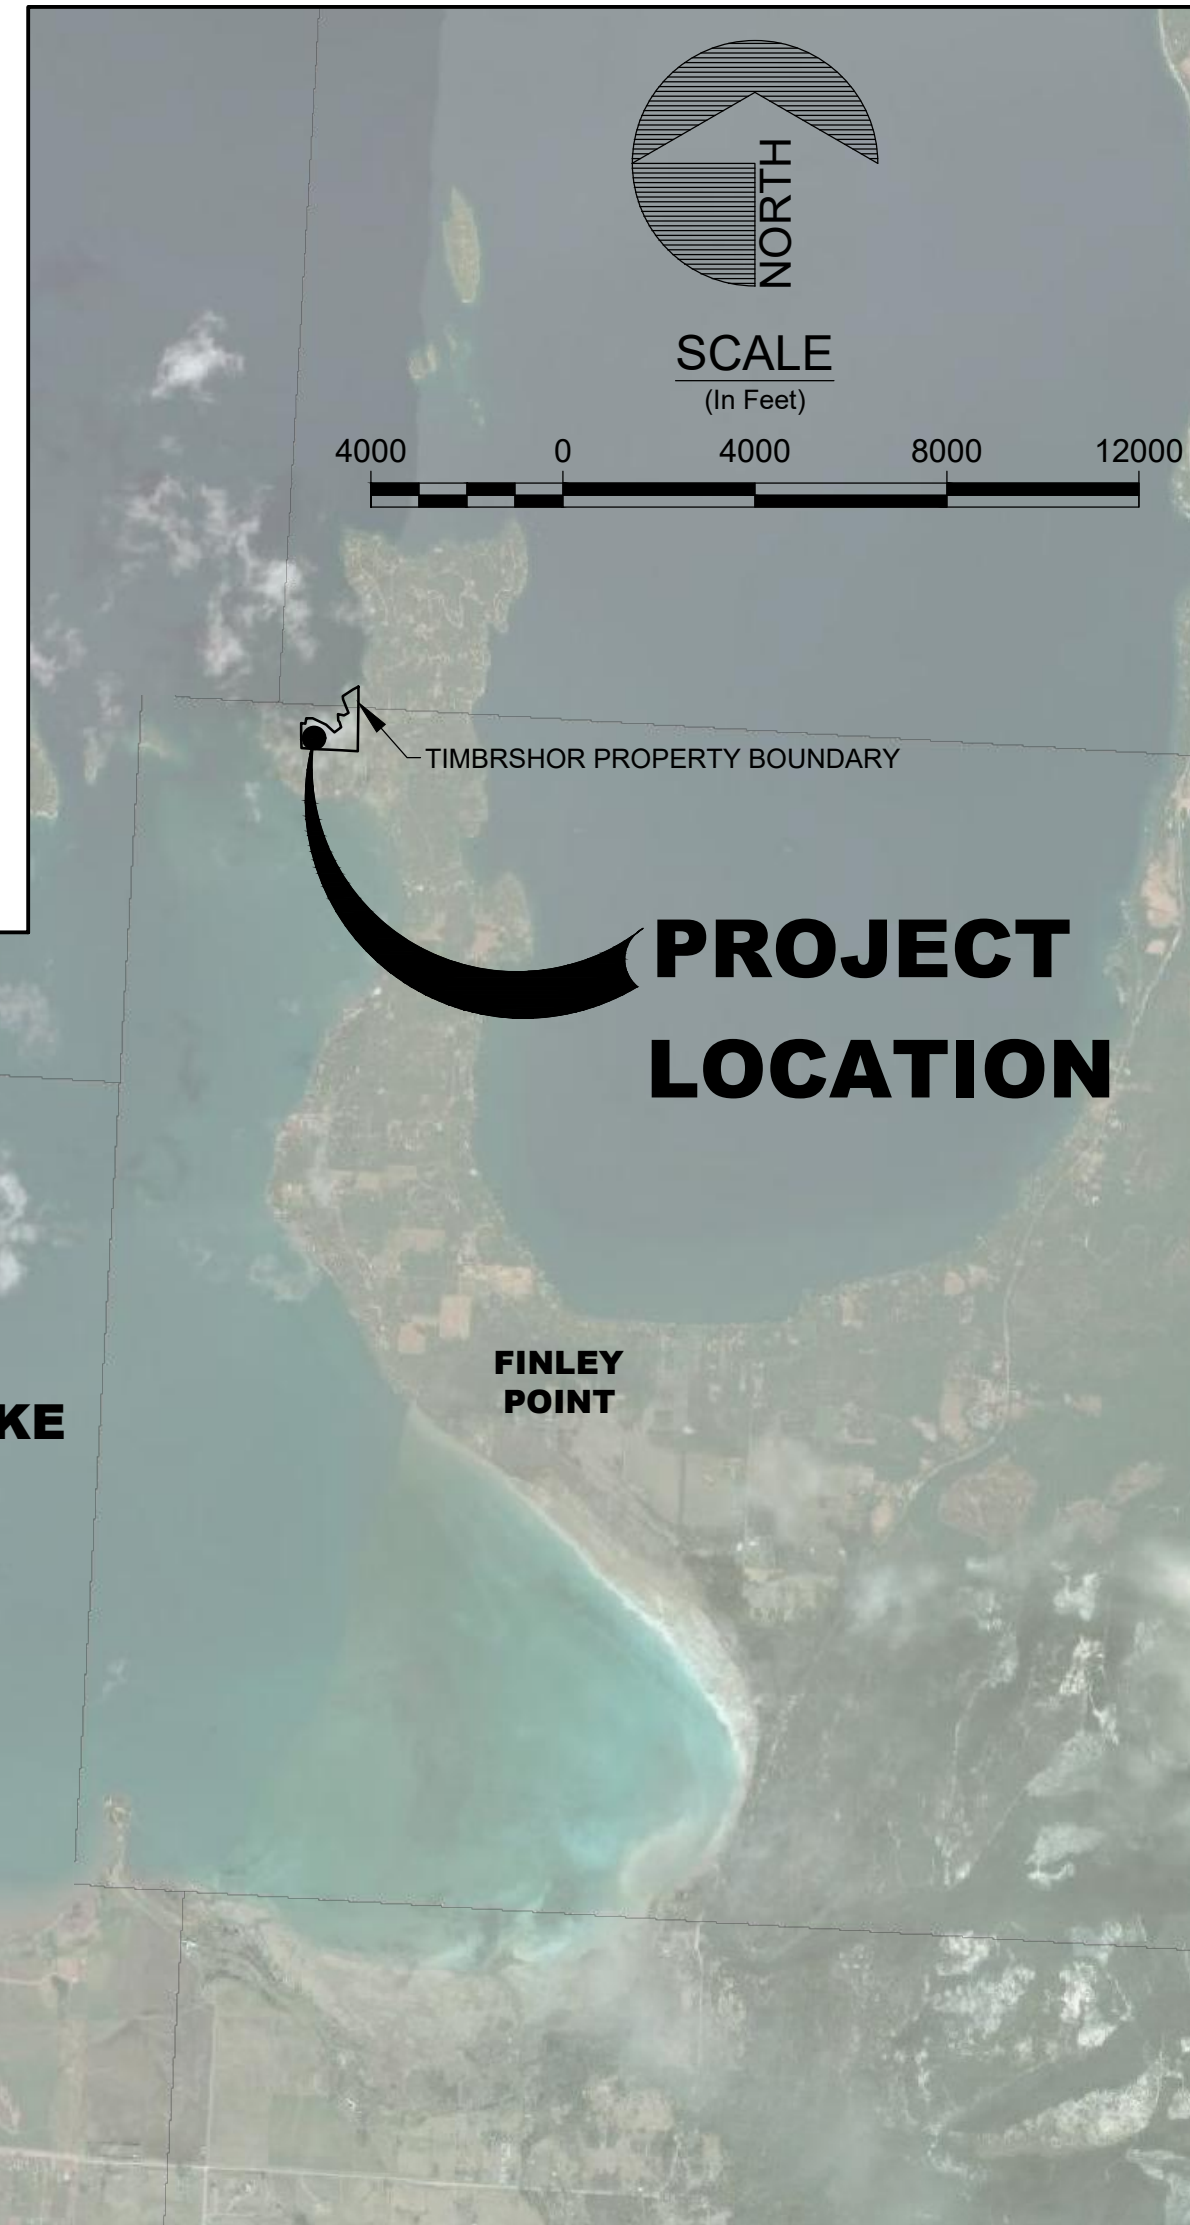 NORTH
SCALE
(In Feet)
4000 0 4000 8000 12000
TIMBRSHOR PROPERTY BOUNDARY
PROJECT
LOCATION
FINLEY
POINT
KE